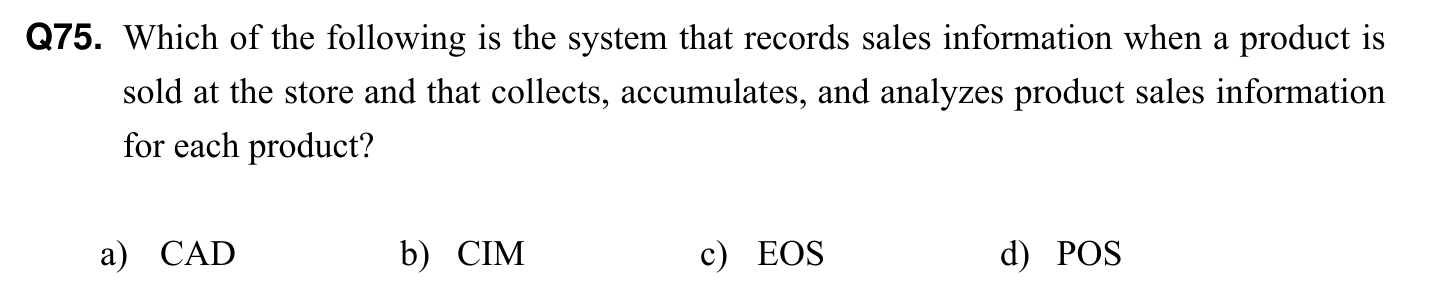 Q75. Which of the following is the system that records sales information when a product is
sold at the store and that collects, accumulates, and analyzes product sales information
for each product?
a) CAD b) CIM c) EOS d) POS